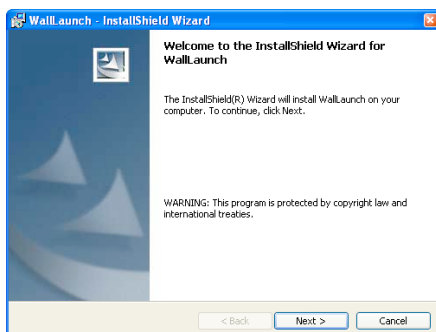 WallLaunch - InstallShield Wizard
Welcome to the InstallShield Wizard for
WallLaunch
The InstallShield(R) Wizard will install WallLaunch on your
computer. To continue, click Next.
WARNING: This program is protected by copyright law and
international treaties.
< Back
Next >
Cancel